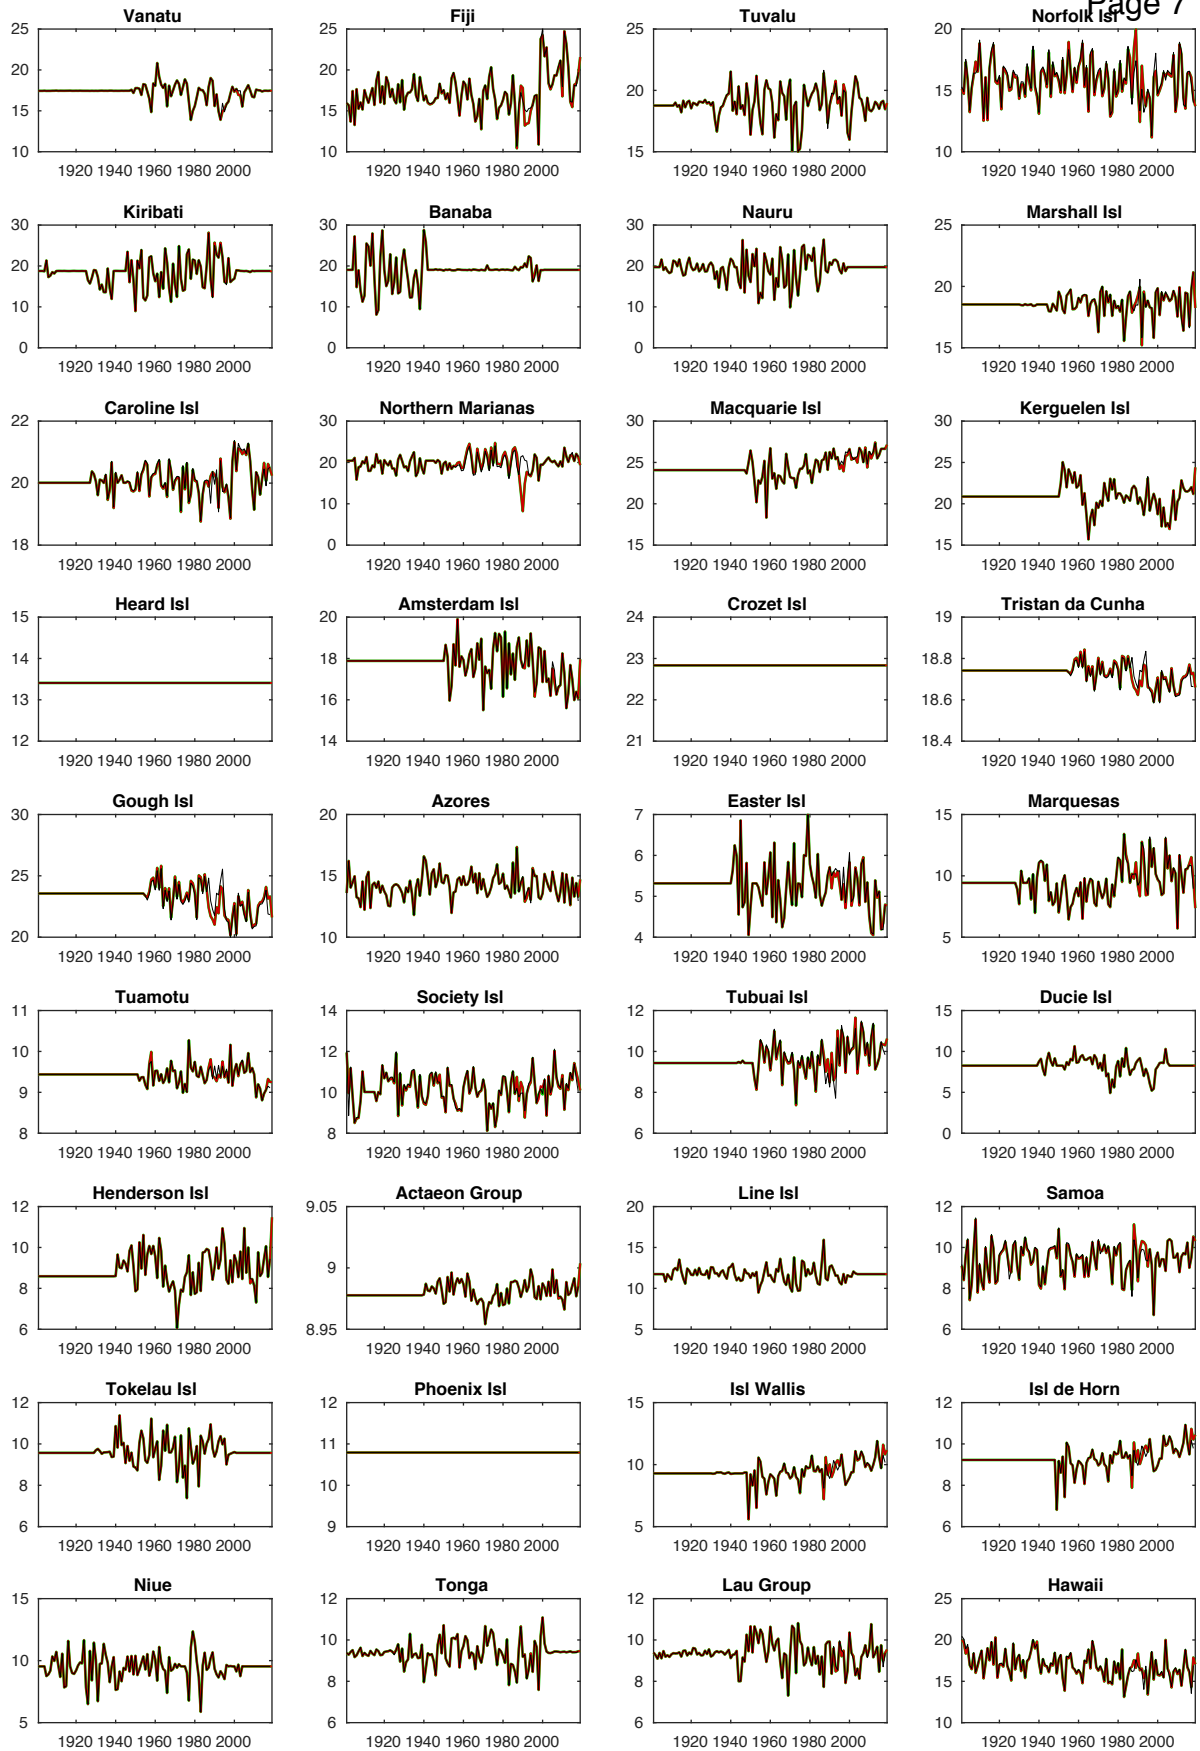 Page 7
Vanatu Fiji Tuvalu Norfolk Isl
25 25 25 20
20 20 20 15
15 15 15 10
10 10
1920 1940 1960 1980 2000 1920 1940 1960 1980 2000 1920 1940 1960 1980 2000 1920 1940 1960 1980 2000
Kiribati Banaba Nauru Marshall Isl
30 30 30 25
20 20 20 20
10 10 10 15
0 0 0
1920 1940 1960 1980 2000 1920 1940 1960 1980 2000 1920 1940 1960 1980 2000 1920 1940 1960 1980 2000
Caroline Isl Northern Marianas Macquarie Isl Kerguelen Isl
22 30 30 30
20 20 25 25
18 10 20 20
0 15 15
1920 1940 1960 1980 2000 1920 1940 1960 1980 2000 1920 1940 1960 1980 2000 1920 1940 1960 1980 2000
Heard Isl Amsterdam Isl Crozet Isl Tristan da Cunha
15 20 24 19
14 18 23 18.8
13 16 22 18.6
12 14 21 18.4
1920 1940 1960 1980 2000 1920 1940 1960 1980 2000 1920 1940 1960 1980 2000 1920 1940 1960 1980 2000
Gough Isl Azores Easter Isl Marquesas
30 20 7 15
25 15 6 10
20 10 5 5
4
1920 1940 1960 1980 2000 1920 1940 1960 1980 2000 1920 1940 1960 1980 2000 1920 1940 1960 1980 2000
Tuamotu Society Isl Tubuai Isl Ducie Isl
11 14 12 15
10 12 10 10
9 10 8 5
8 8 6 0
1920 1940 1960 1980 2000 1920 1940 1960 1980 2000 1920 1940 1960 1980 2000 1920 1940 1960 1980 2000
Henderson Isl Actaeon Group Line Isl Samoa
12 9.05 20 12
10 9 15 10
8 8.95 10 8
6 5 6
1920 1940 1960 1980 2000 1920 1940 1960 1980 2000 1920 1940 1960 1980 2000 1920 1940 1960 1980 2000
Tokelau Isl Phoenix Isl Isl Wallis Isl de Horn
12 12 15 12
10 11 10 10
8 10 5 8
6 9 6
1920 1940 1960 1980 2000 1920 1940 1960 1980 2000 1920 1940 1960 1980 2000 1920 1940 1960 1980 2000
Niue Tonga Lau Group Hawaii
15 12 12 25
10 10 10 20
5 8 8 15
6 6 10
1920 1940 1960 1980 2000 1920 1940 1960 1980 2000 1920 1940 1960 1980 2000 1920 1940 1960 1980 2000